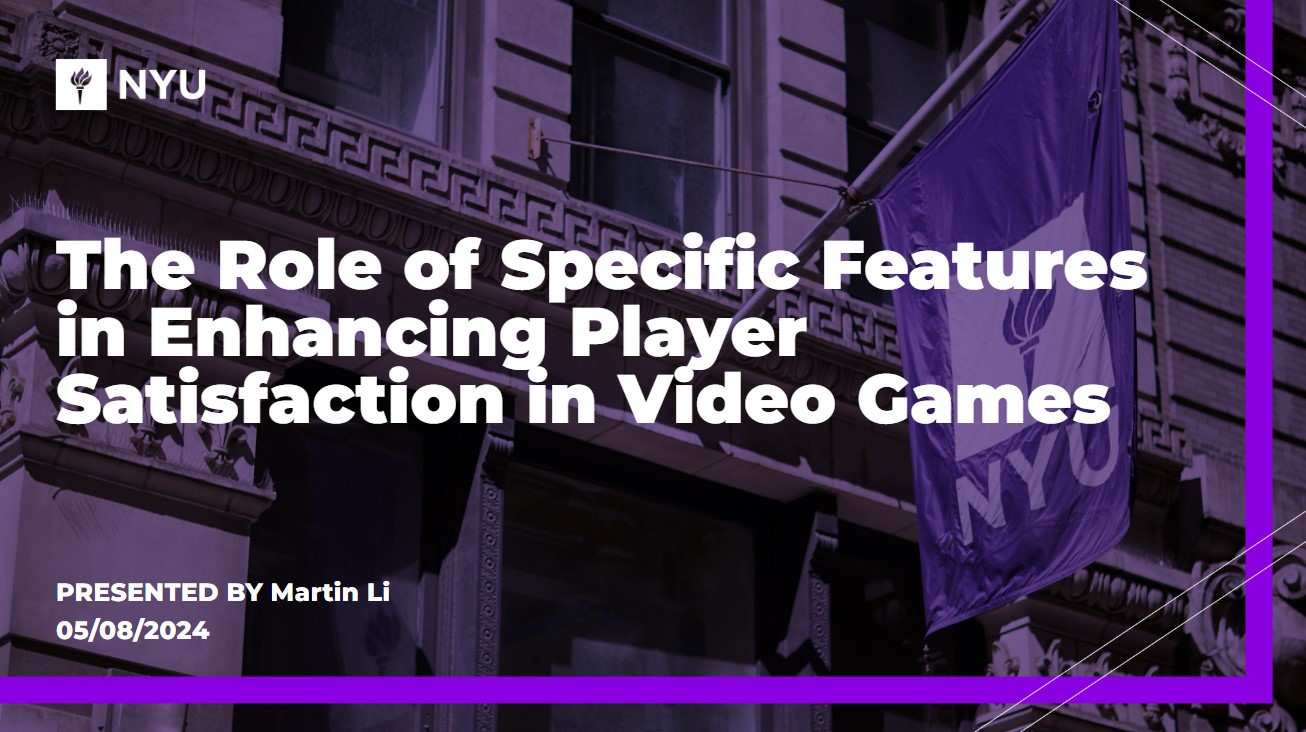 NYU
The Role of Specific Features
in Enhancing Player
Satisfaction in Video Games
NYU
PRESENTED BY Martin Li
05/08/2024